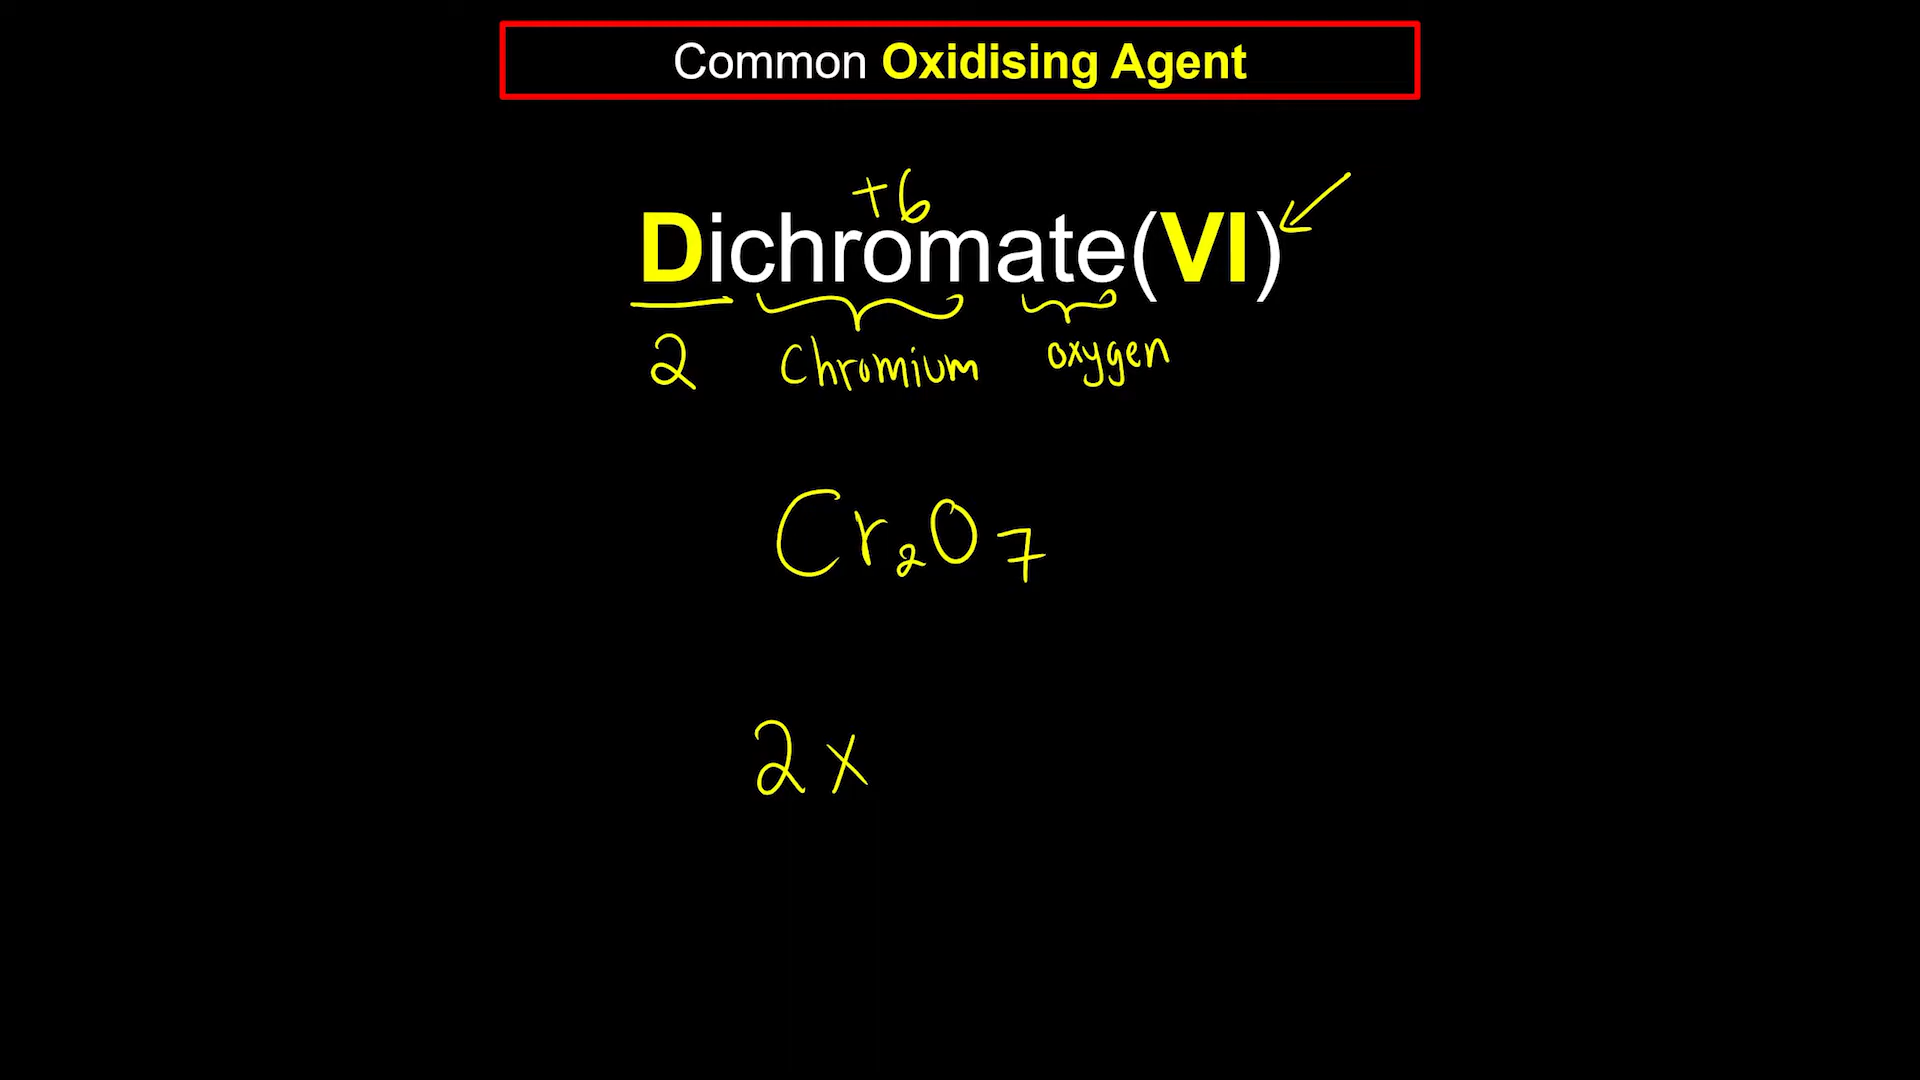 Common Oxidising Agent
+6
Dichromate(VI)
2 Chromium oxygen
Cr₂O₇
2x